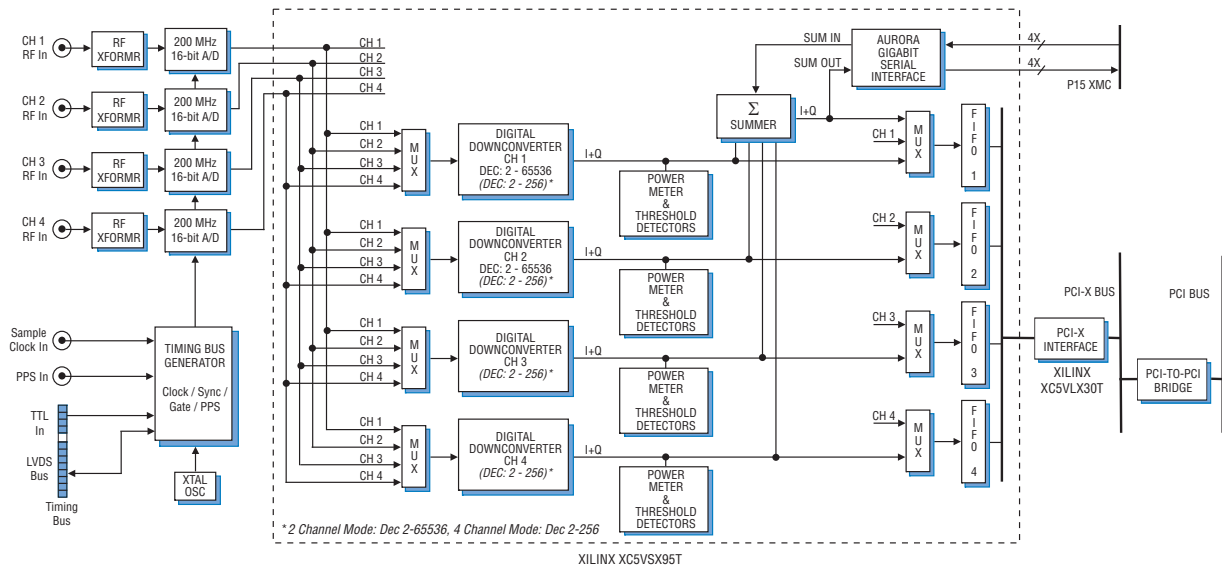 CH 1
RF In
RF
XFORMR
200 MHz
16-bit A/D
CH 2
RF In
RF
XFORMR
200 MHz
16-bit A/D
CH 3
RF In
RF
XFORMR
200 MHz
16-bit A/D
CH 4
RF In
RF
XFORMR
200 MHz
16-bit A/D
Sample
Clock In
PPS In
TTL
In
LVDS
Bus
Timing
Bus
TIMING BUS
GENERATOR
Clock / Sync /
Gate / PPS
XTAL
OSC
CH 1
CH 2
CH 3
CH 4
SUM IN
SUM OUT
AURORA
GIGABIT
SERIAL
INTERFACE
4X
4X
P15 XMC
Σ
SUMMER
I+Q
CH 1
CH 2
CH 3
CH 4
MUX
DIGITAL
DOWNCONVERTER
CH 1
DEC: 2 - 65536
(DEC: 2 - 256)*
I+Q
POWER
METER
&
THRESHOLD
DETECTORS
CH 1
MUX
FIFO 1
CH 1
CH 2
CH 3
CH 4
MUX
DIGITAL
DOWNCONVERTER
CH 2
DEC: 2 - 65536
(DEC: 2 - 256)*
I+Q
POWER
METER
&
THRESHOLD
DETECTORS
CH 2
MUX
FIFO 2
CH 1
CH 2
CH 3
CH 4
MUX
DIGITAL
DOWNCONVERTER
CH 3
(DEC: 2 - 256)*
I+Q
POWER
METER
&
THRESHOLD
DETECTORS
CH 3
MUX
FIFO 3
CH 1
CH 2
CH 3
CH 4
MUX
DIGITAL
DOWNCONVERTER
CH 4
(DEC: 2 - 256)*
I+Q
POWER
METER
&
THRESHOLD
DETECTORS
CH 4
MUX
FIFO 4
PCI-X BUS
PCI BUS
PCI-X
INTERFACE
XILINX
XC5VLX30T
PCI-TO-PCI
BRIDGE
* 2 Channel Mode: Dec 2-65536, 4 Channel Mode: Dec 2-256
XILINX XC5VSX95T